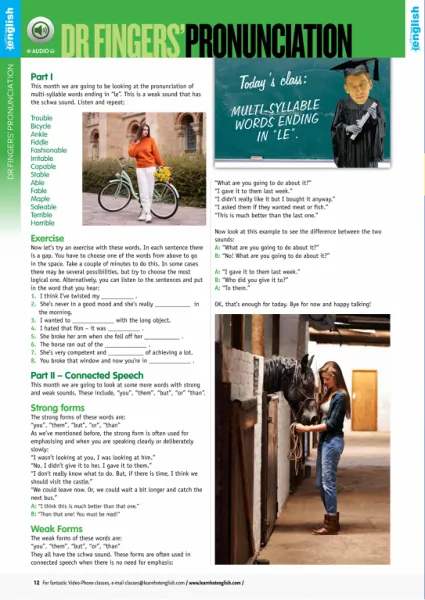 english
DR FINGERS' PRONUNCIATION
AUDIO
DR FINGERS' PRONUNCIATION
english
Part I
This month we are going to be looking at the pronunciation of
multi-syllable words ending in "le". This is a weak sound that has
the schwa sound. Listen and repeat:
Trouble
Bicycle
Ankle
Fiddle
Fashionable
Irritable
Capable
Stable
Able
Fable
Maple
Saleable
Terrible
Horrible
Exercise
Now let's try an exercise with these words. In each sentence there
is a gap. You have to choose one of the words from above to go
in the space. Take a couple of minutes to do this. In some cases
there may be several possibilities, but try to choose the most
logical one. Alternatively, you can listen to the sentences and put
in the word that you hear:
1. I think I've twisted my ________ .
2. She's never in a good mood and she's really ________ in
the morning.
3. I wanted to ________ with the long object.
4. I hated that film – it was ________ .
5. She broke her arm when she fell off her ________ .
6. The horse ran out of the ________ .
7. She's very competent and ________ of achieving a lot.
8. You broke that window and now you're in ________ .
Part II – Connected Speech
This month we are going to look at some more words with strong
and weak sounds. These include, "you", "them", "but", "or" "than".
Strong forms
The strong forms of these words are:
"you", "them", "but", "or", "than"
As we've mentioned before, the strong form is often used for
emphasising and when you are speaking clearly or deliberately
slowly:
"I wasn't looking at you, I was looking at him."
"No, I didn't give it to her, I gave it to them."
"I don't really know what to do. But, if there is time, I think we
should visit the castle."
"We could leave now. Or, we could wait a bit longer and catch the
next bus."
A: "I think this is much better than that one."
B: "Than that one! You must be mad!"
Weak Forms
The weak forms of these words are:
"you", "them", "but", "or", "than"
They all have the schwa sound. These forms are often used in
connected speech when there is no need for emphasis:
Today's class:
MULTI-SYLLABLE
WORDS ENDING
IN "LE".
"What are you going to do about it?"
"I gave it to them last week."
"I didn't really like it but I bought it anyway."
"I asked them if they wanted meat or fish."
"This is much better than the last one."
Now look at this example to see the difference between the two
sounds:
A: "What are you going to do about it?"
B: "No! What are you going to do about it?"
A: "I gave it to them last week."
B: "Who did you give it to?"
A: "To them."
OK, that's enough for today. Bye for now and happy talking!
12 For fantastic Video-Phone classes, e-mail classes@learnhotenglish.com / www.learnhotenglish.com /